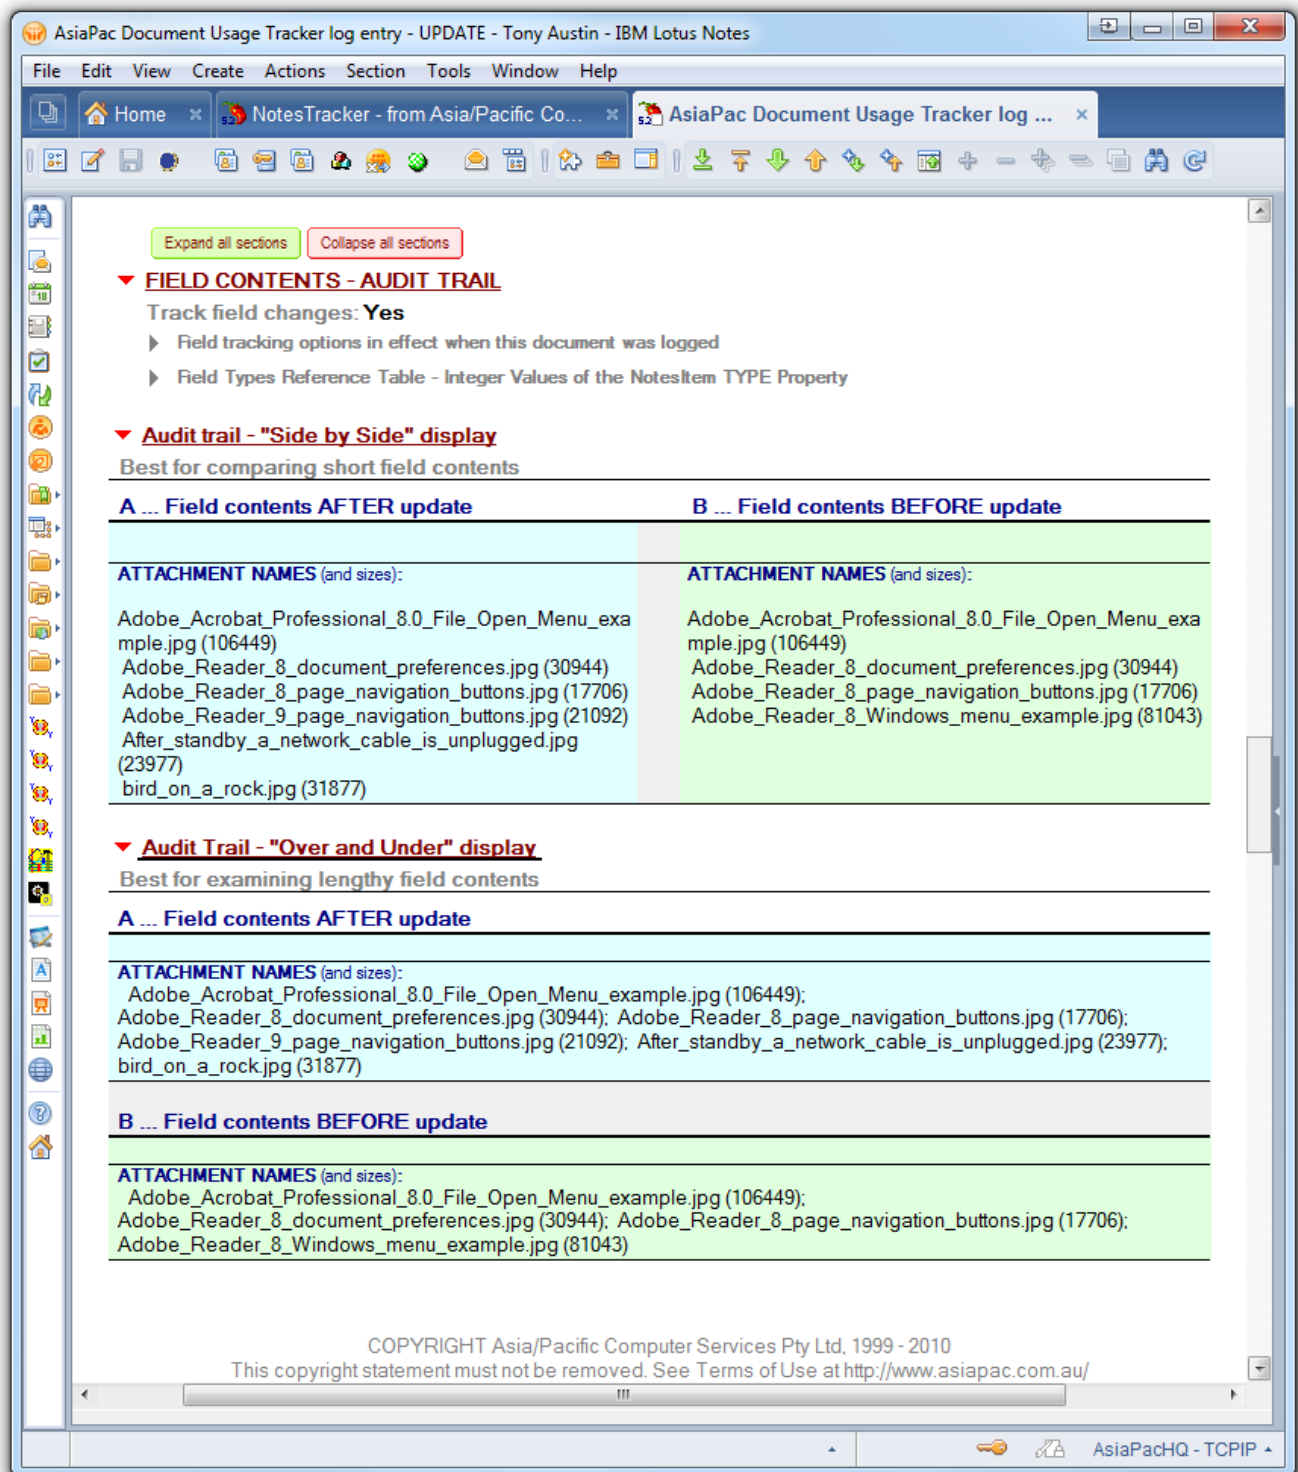 AsiaPac Document Usage Tracker log entry - UPDATE - Tony Austin - IBM Lotus Notes
File Edit View Create Actions Section Tools Window Help
Home
NotesTracker - from Asia/Pacific Co...
AsiaPac Document Usage Tracker log ...
Expand all sections Collapse all sections
FIELD CONTENTS - AUDIT TRAIL
Track field changes: Yes
Field tracking options in effect when this document was logged
Field Types Reference Table - Integer Values of the NotesItem TYPE Property
Audit trail - "Side by Side" display
Best for comparing short field contents
A ... Field contents AFTER update
ATTACHMENT NAMES (and sizes):
Adobe_Acrobat_Professional_8.0_File_Open_Menu_exa
mple.jpg (106449)
Adobe_Reader_8_document_preferences.jpg (30944)
Adobe_Reader_8_page_navigation_buttons.jpg (17706)
Adobe_Reader_9_page_navigation_buttons.jpg (21092)
After_standby_a_network_cable_is_unplugged.jpg
(23977)
bird_on_a_rock.jpg (31877)
B ... Field contents BEFORE update
ATTACHMENT NAMES (and sizes):
Adobe_Acrobat_Professional_8.0_File_Open_Menu_exa
mple.jpg (106449)
Adobe_Reader_8_document_preferences.jpg (30944)
Adobe_Reader_8_page_navigation_buttons.jpg (17706)
Adobe_Reader_8_Windows_menu_example.jpg (81043)
Audit Trail - "Over and Under" display
Best for examining lengthy field contents
A ... Field contents AFTER update
ATTACHMENT NAMES (and sizes):
Adobe_Acrobat_Professional_8.0_File_Open_Menu_example.jpg (106449);
Adobe_Reader_8_document_preferences.jpg (30944); Adobe_Reader_8_page_navigation_buttons.jpg (17706);
Adobe_Reader_9_page_navigation_buttons.jpg (21092); After_standby_a_network_cable_is_unplugged.jpg (23977);
bird_on_a_rock.jpg (31877)
B ... Field contents BEFORE update
ATTACHMENT NAMES (and sizes):
Adobe_Acrobat_Professional_8.0_File_Open_Menu_example.jpg (106449);
Adobe_Reader_8_document_preferences.jpg (30944); Adobe_Reader_8_page_navigation_buttons.jpg (17706);
Adobe_Reader_8_Windows_menu_example.jpg (81043)
COPYRIGHT Asia/Pacific Computer Services Pty Ltd, 1999 - 2010
This copyright statement must not be removed. See Terms of Use at http://www.asiapac.com.au/
AsiaPacHQ - TCPIP